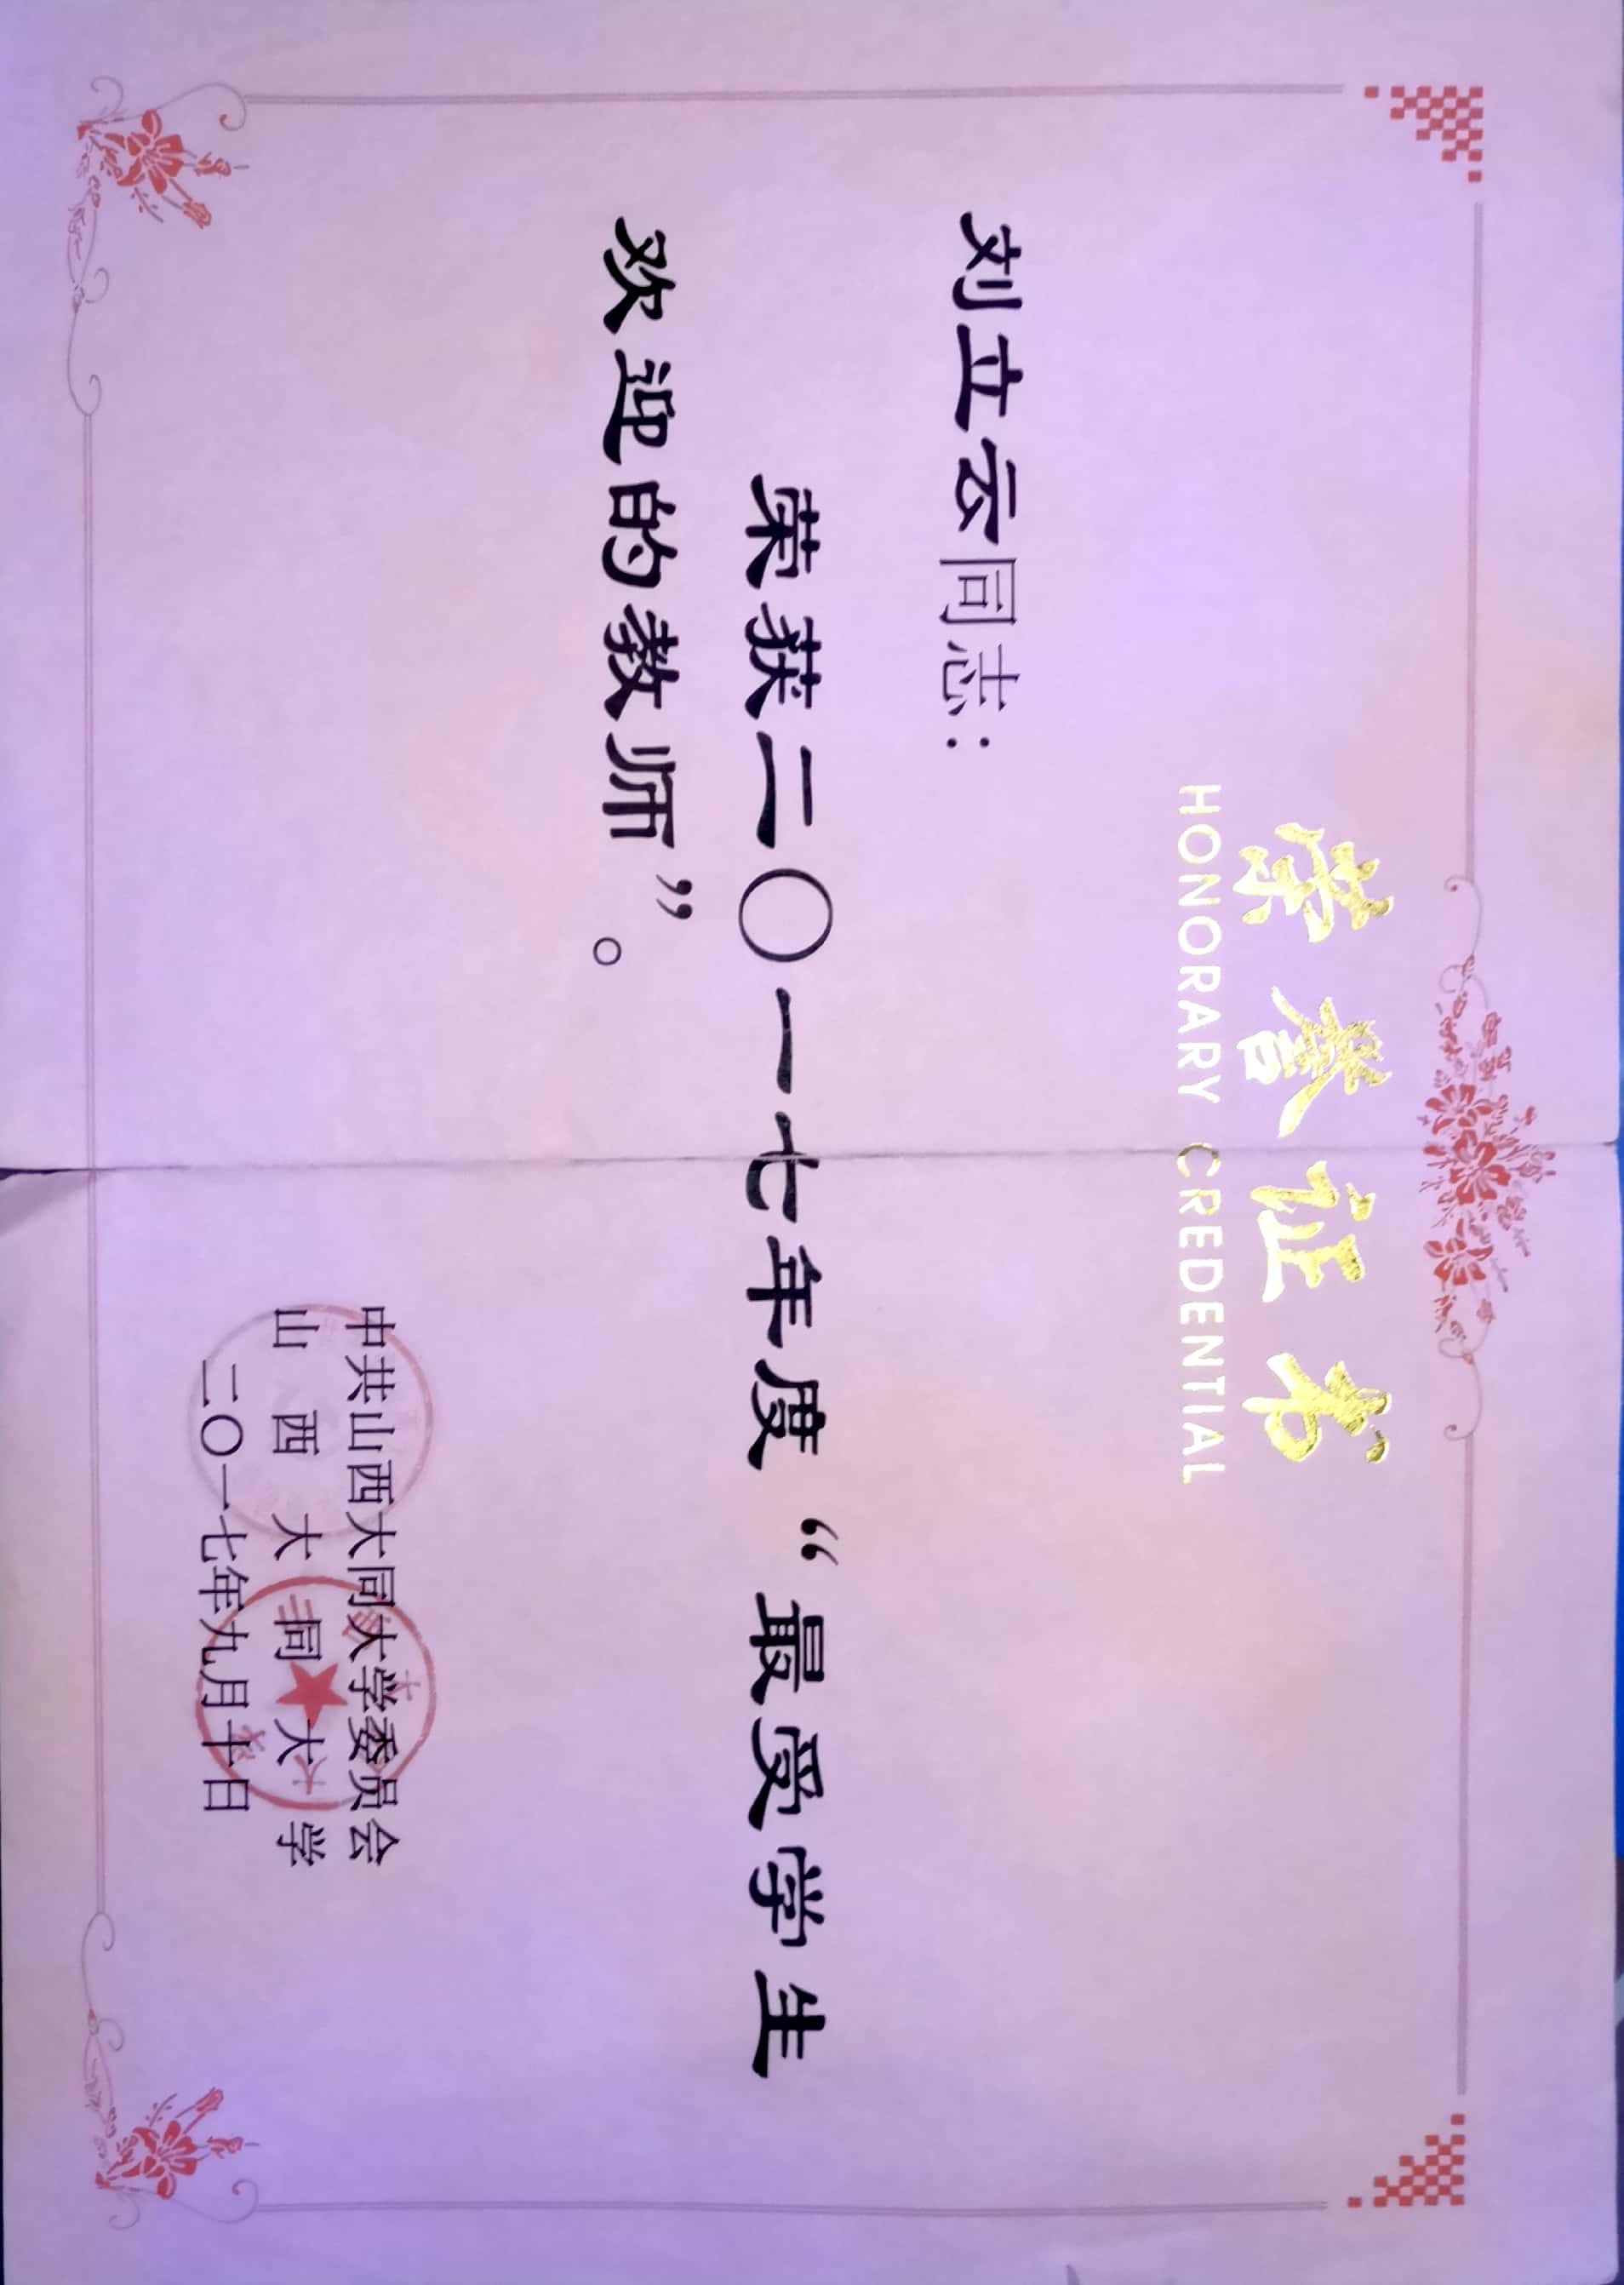 荣誉证书
HONORARY CREDENTIAL
刘立云同志：
荣获二〇一七年度“最受学生
欢迎的教师”。
中共山西大同大学委员会
山西大同大学
二〇一七年九月十日